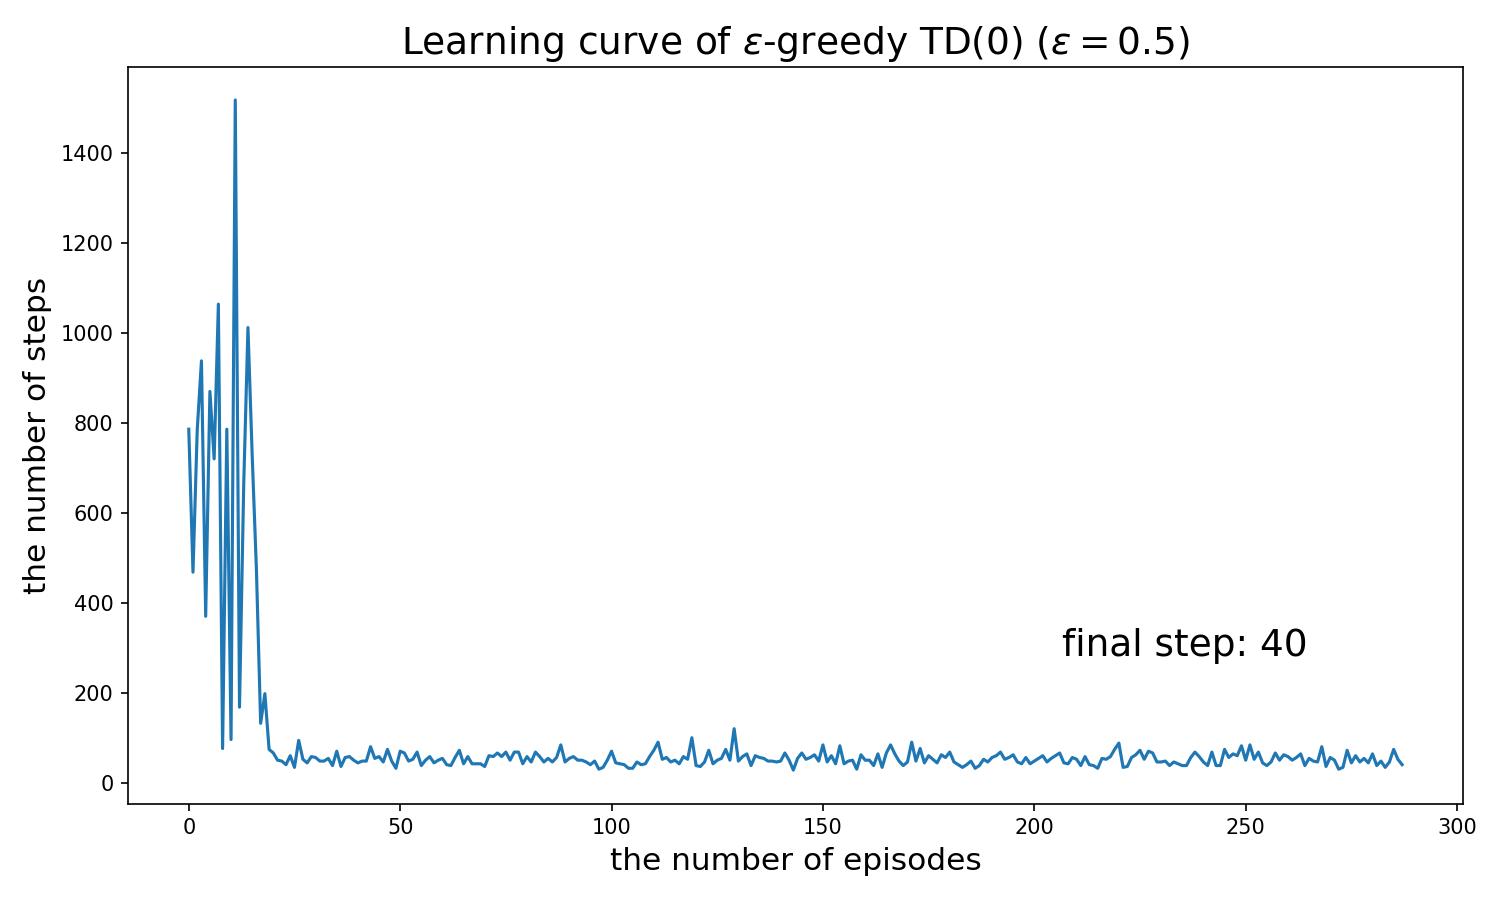 Learning curve of ε-greedy TD(0) (ε = 0.5)
the number of steps
1400
1200
1000
800
600
400
200
0
final step: 40
0 50 100 150 200 250 300
the number of episodes